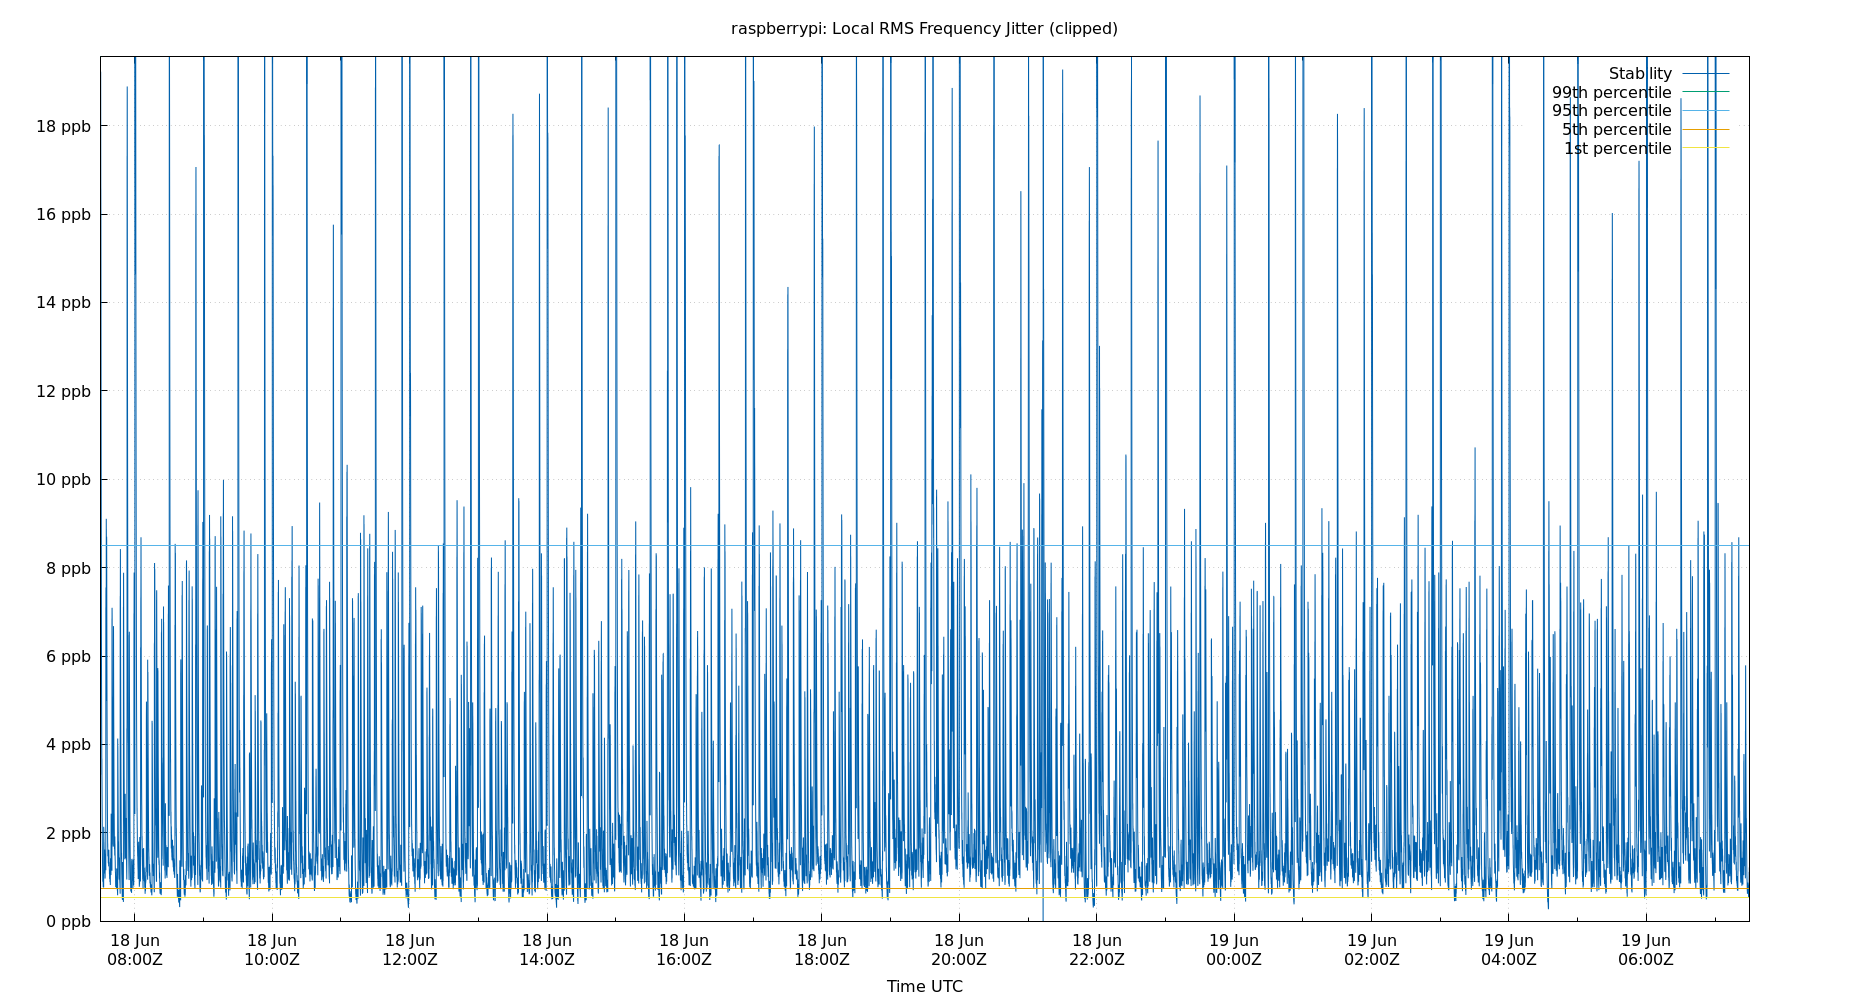 raspberrypi: Local RMS Frequency Jitter (clipped)
Stability
99th percentile
95th percentile
5th percentile
1st percentile
18 ppb
16 ppb
14 ppb
12 ppb
10 ppb
8 ppb
6 ppb
4 ppb
2 ppb
0 ppb
18 Jun 18 Jun 18 Jun 18 Jun 18 Jun 18 Jun 18 Jun 18 Jun 19 Jun 19 Jun 19 Jun 19 Jun
08:00Z 10:00Z 12:00Z 14:00Z 16:00Z 18:00Z 20:00Z 22:00Z 00:00Z 02:00Z 04:00Z 06:00Z
Time UTC